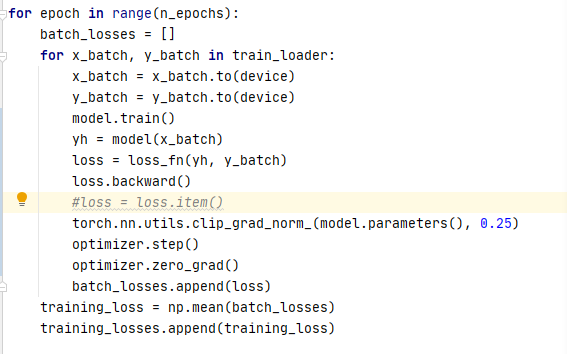 for epoch in range(n_epochs):
    batch_losses = []
    for x_batch, y_batch in train_loader:
        x_batch = x_batch.to(device)
        y_batch = y_batch.to(device)
        model.train()
        yh = model(x_batch)
        loss = loss_fn(yh, y_batch)
        loss.backward()
        #loss = loss.item()
        torch.nn.utils.clip_grad_norm_(model.parameters(), 0.25)
        optimizer.step()
        optimizer.zero_grad()
        batch_losses.append(loss)
    training_loss = np.mean(batch_losses)
    training_losses.append(training_loss)